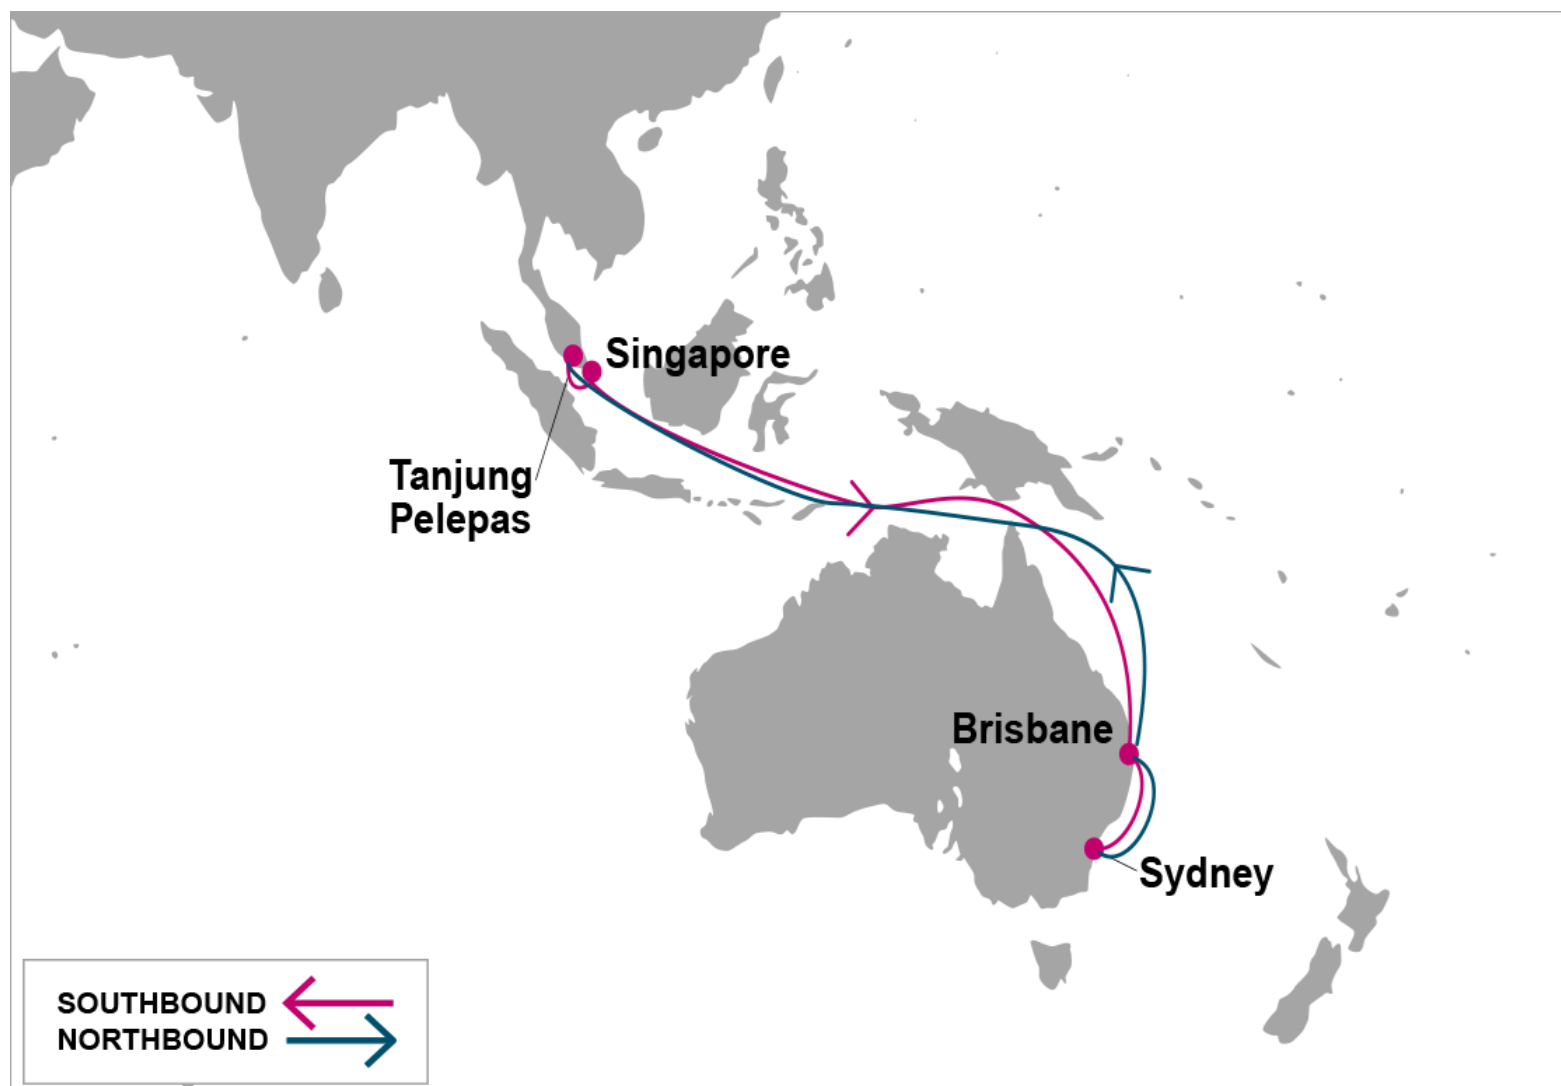 Singapore
Tanjung
Pelepas
Brisbane
Sydney
SOUTHBOUND
NORTHBOUND